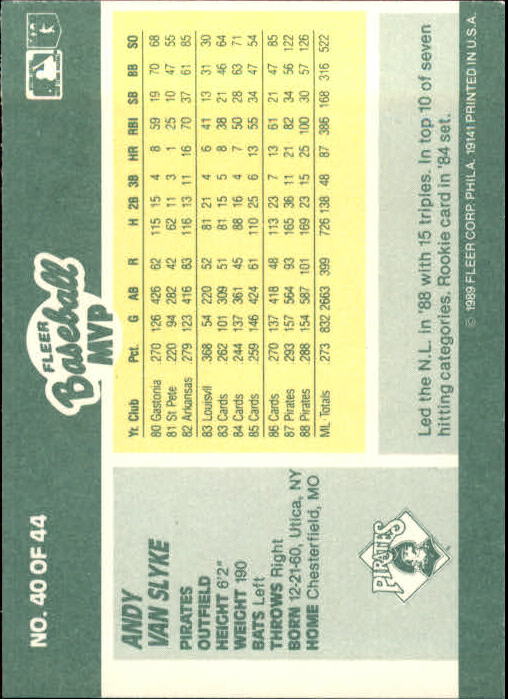 NO. 40 OF 44
FLEER
Baseball
MVP
ANDY
VAN SLYKE
PIRATES
OUTFIELD
HEIGHT 6'2"
WEIGHT 190
BATS Left
THROWS Right
BORN 12-21-60, Utica, NY
HOME Chesterfield, MO
PIRATES
Yr. Club Pct. G AB R H 2B 3B HR RBI SB BB SO
80 Gastonia 270 126 426 62 115 15 4 8 59 19 70 68
81 St Pete 220 94 282 42 62 11 3 1 25 10 47 55
82 Arkansas 279 123 416 83 116 13 11 16 70 37 61 85
83 Louisvll 368 54 220 52 81 21 4 6 41 13 31 30
83 Cards 262 101 309 51 81 15 5 8 38 21 46 64
84 Cards 244 137 361 45 88 16 4 7 50 28 63 71
85 Cards 259 146 424 61 110 25 6 13 55 34 47 54
86 Cards 270 137 418 48 113 23 7 13 61 21 47 85
87 Pirates 293 157 564 93 165 36 11 21 82 34 56 122
88 Pirates 288 154 587 101 169 23 15 25 100 30 57 126
ML Totals 273 832 2663 399 726 138 48 87 386 168 316 522
Led the N.L. in '88 with 15 triples. In top 10 of seven
hitting categories. Rookie card in '84 set.
© 1989 FLEER CORP. PHILA. 19141 PRINTED IN U.S.A.